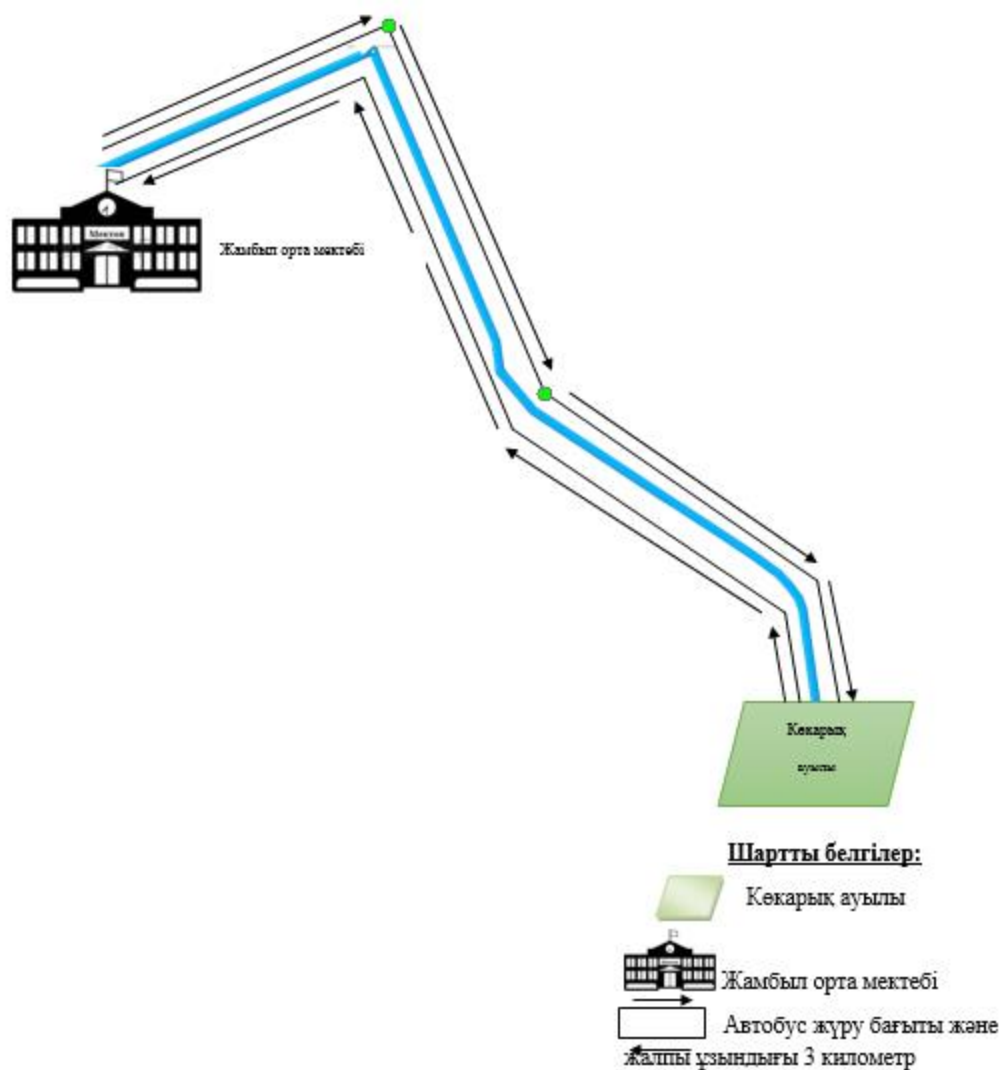 Мектеп
Жамбыл орта мектебі
Көкарық
ауылы
Шартты белгілер:
Көкарық ауылы
Жамбыл орта мектебі
Автобус жүру бағыты және
жалпы ұзындығы 3 километр